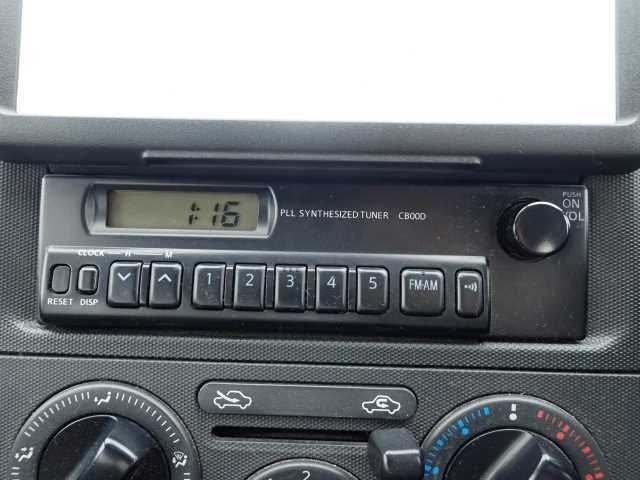 PUSH
ON
VOL
1:16
PLL SYNTHESIZED TUNER CB00D
CLOCK H M
RESET DISP
1 2 3 4 5
FM·AM
2